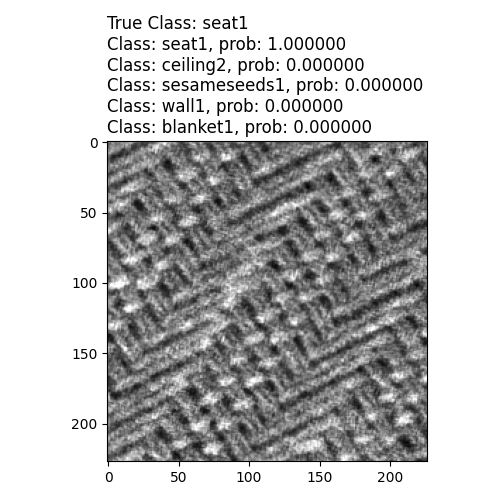 True Class: seat1
Class: seat1, prob: 1.000000
Class: ceiling2, prob: 0.000000
Class: sesameseeds1, prob: 0.000000
Class: wall1, prob: 0.000000
Class: blanket1, prob: 0.000000
0
50
100
150
200
0 50 100 150 200